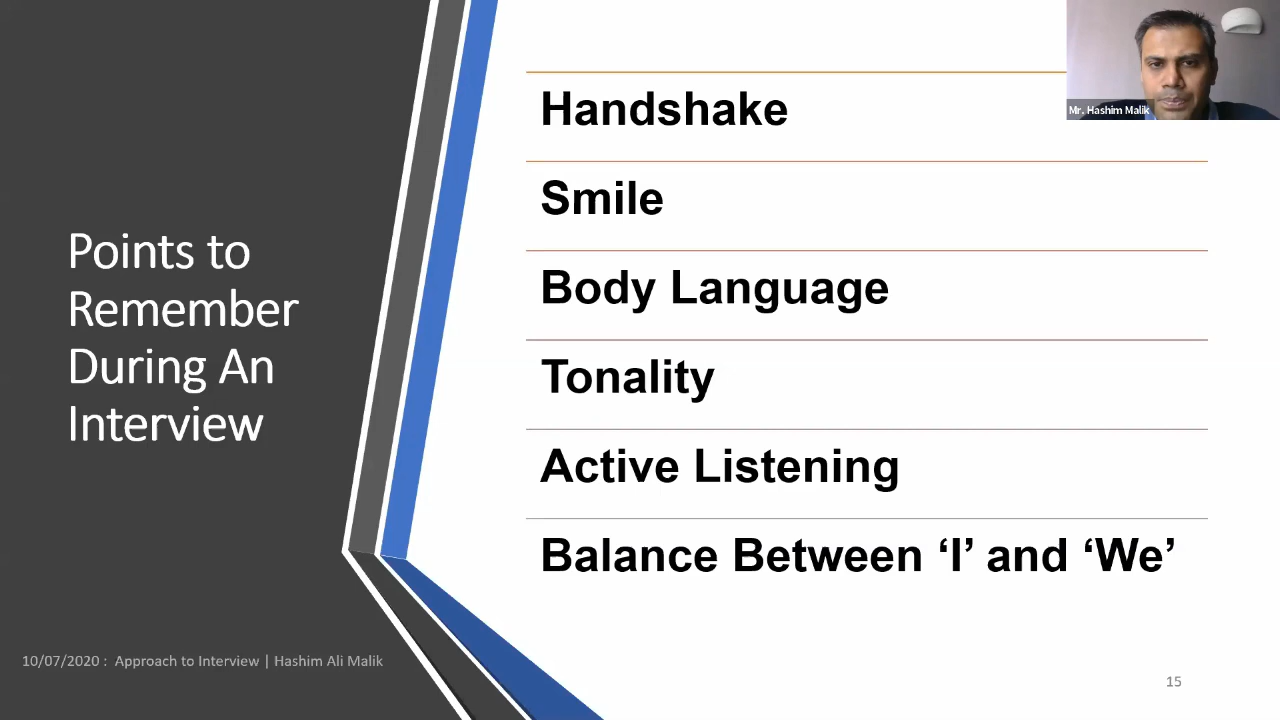 Points to
Remember
During An
Interview
Handshake
Smile
Body Language
Tonality
Active Listening
Balance Between ‘I’ and ‘We’
Mr. Hashim Malik
10/07/2020 : Approach to Interview | Hashim Ali Malik
15